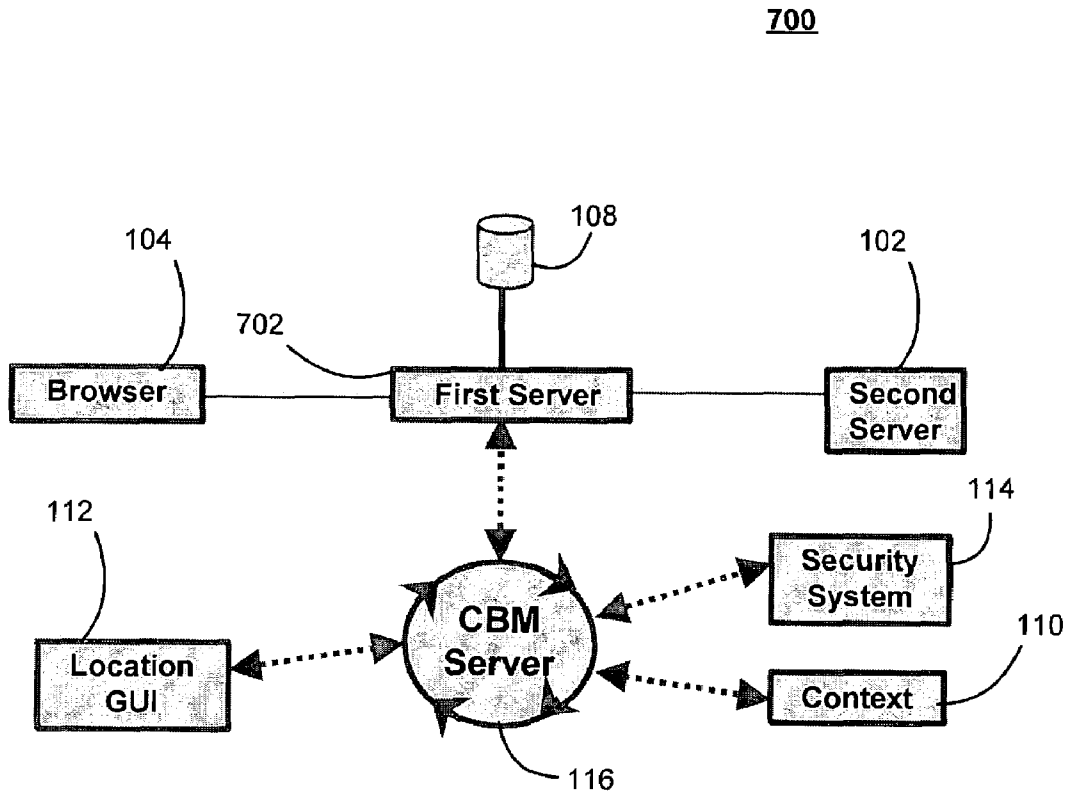 700
108
104
102
702
Browser
First Server
Second
Server
112
114
Security
System
CBM
Server
110
Location
GUI
Context
116